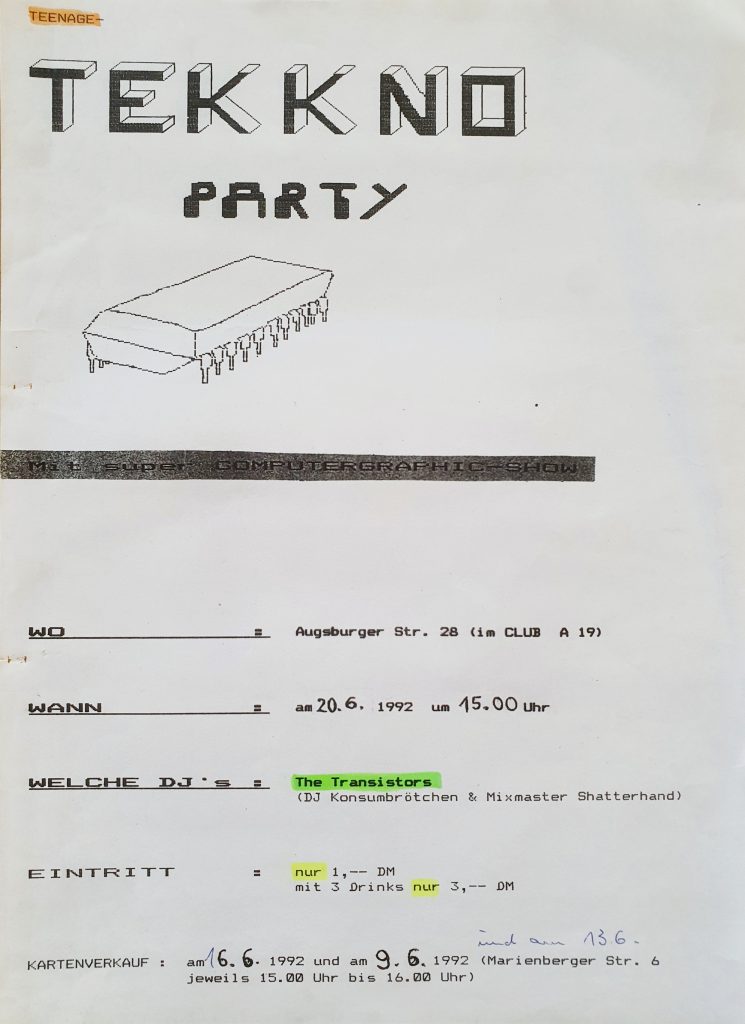 TEENAGE-
TEKKNO
PARTY
Mit super COMPUTERGRAPHIC-SHOW
WO = Augsburger Str. 28 (im CLUB A 19)
WANN = am 20.6. 1992 um 15.00 Uhr
WELCHE DJ's = The Transistors
(DJ Konsumbrötchen & Mixmaster Shatterhand)
EINTRITT = nur 1,-- DM
mit 3 Drinks nur 3,-- DM
und am 13.6.
KARTENVERKAUF : am 16.6. 1992 und am 9.6. 1992 (Marienberger Str. 6
jeweils 15.00 Uhr bis 16.00 Uhr)